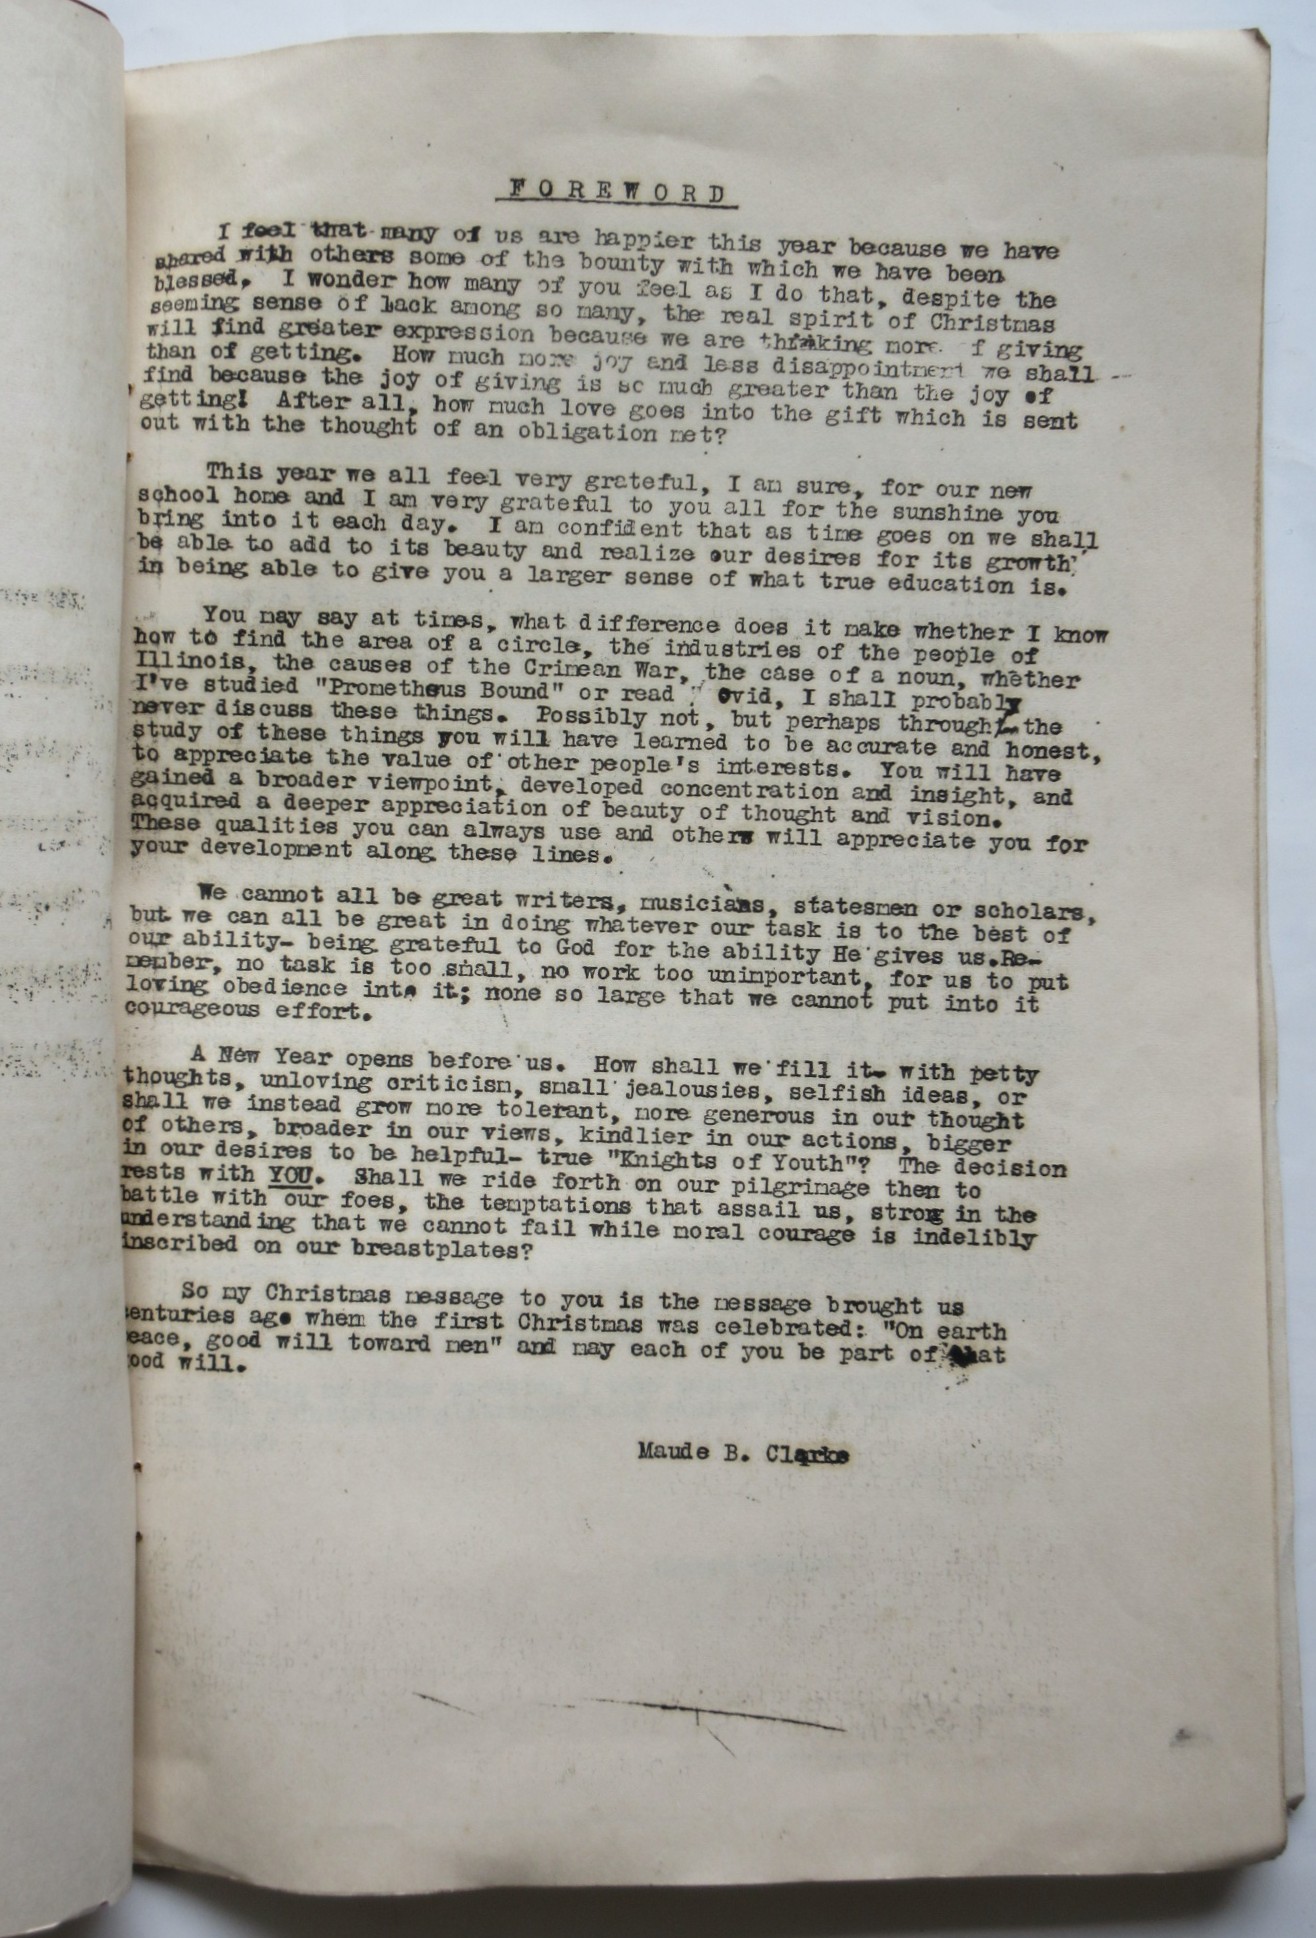 FOREWORD
I feel that many of us are happier this year because we have
shared with others some of the bounty with which we have been
blessed. I wonder how many of you feel as I do that, despite the
seeming sense of lack among so many, the real spirit of Christmas
will find greater expression because we are thinking more f giving
than of getting. How much more joy and less disappointment we shall
find because the joy of giving is so much greater than the joy of
getting! After all, how much love goes into the gift which is sent
out with the thought of an obligation met?
This year we all feel very grateful, I am sure, for our new
school home and I am very grateful to you all for the sunshine you
bring into it each day. I am confident that as time goes on we shall
be able to add to its beauty and realize our desires for its growth
in being able to give you a larger sense of what true education is.
You may say at times, what difference does it make whether I know
how to find the area of a circle, the industries of the people of
Illinois, the causes of the Crimean War, the case of a noun, whether
I've studied "Prometheus Bound" or read Ovid, I shall probably
never discuss these things. Possibly not, but perhaps through the
study of these things you will have learned to be accurate and honest,
to appreciate the value of other people's interests. You will have
gained a broader viewpoint, developed concentration and insight, and
acquired a deeper appreciation of beauty of thought and vision.
These qualities you can always use and others will appreciate you for
your development along these lines.
We cannot all be great writers, musicians, statesmen or scholars,
but we can all be great in doing whatever our task is to the best of
our ability- being grateful to God for the ability He gives us.Re-
member, no task is too small, no work too unimportant, for us to put
loving obedience into it; none so large that we cannot put into it
courageous effort.
A New Year opens before us. How shall we fill it- with petty
thoughts, unloving criticism, small jealousies, selfish ideas, or
shall we instead grow more tolerant, more generous in our thought
of others, broader in our views, kindlier in our actions, bigger
in our desires to be helpful- true "Knights of Youth"? The decision
rests with YOU. Shall we ride forth on our pilgrimage then to
battle with our foes, the temptations that assail us, strong in the
understanding that we cannot fail while moral courage is indelibly
inscribed on our breastplates?
So my Christmas message to you is the message brought us
enturies ago when the first Christmas was celebrated: "On earth
eace, good will toward men" and may each of you be part of that
ood will.
Maude B. Clarke